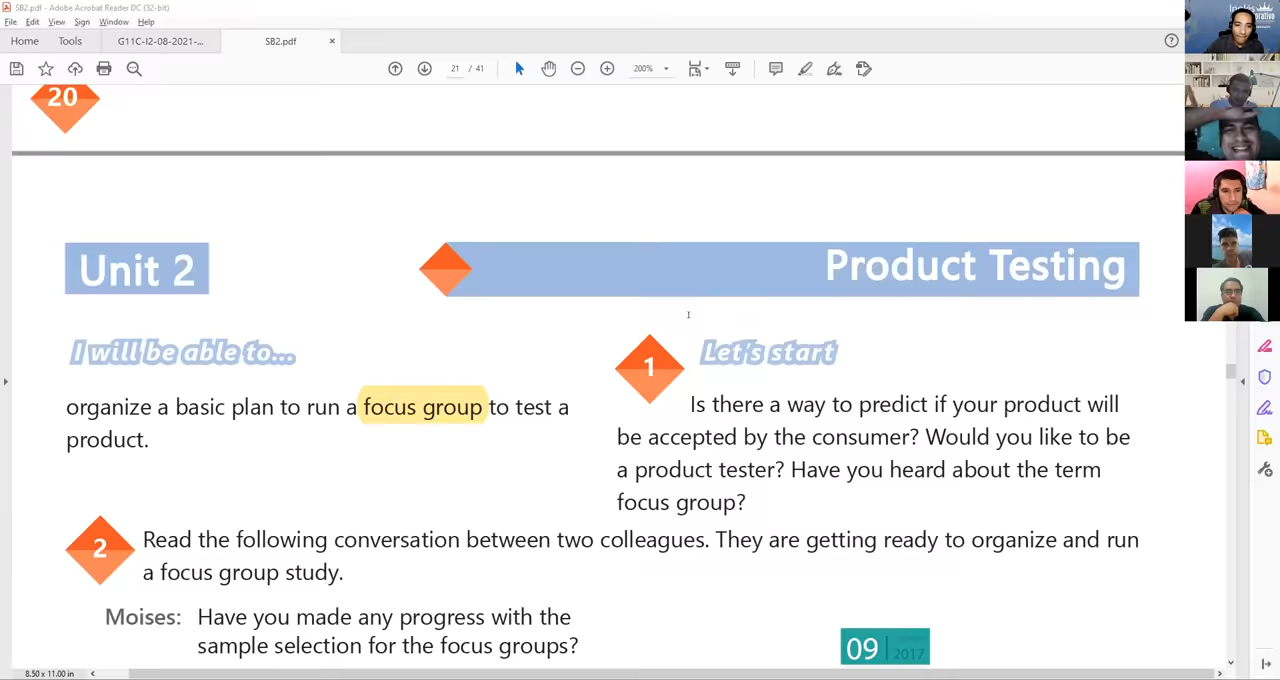 SB2.pdf - Adobe Acrobat Reader DC (32-bit)
File Edit View Sign Window Help
Home Tools G11C-I2-08-2021-... SB2.pdf ×
21 / 41 200%
20
Unit 2
Product Testing
I will be able to...
organize a basic plan to run a focus group to test a
product.
1 Let's start
Is there a way to predict if your product will
be accepted by the consumer? Would you like to be
a product tester? Have you heard about the term
focus group?
2 Read the following conversation between two colleagues. They are getting ready to organize and run
a focus group study.
Moises: Have you made any progress with the
sample selection for the focus groups?
09 2017
8.50 x 11.00 in
Inglés